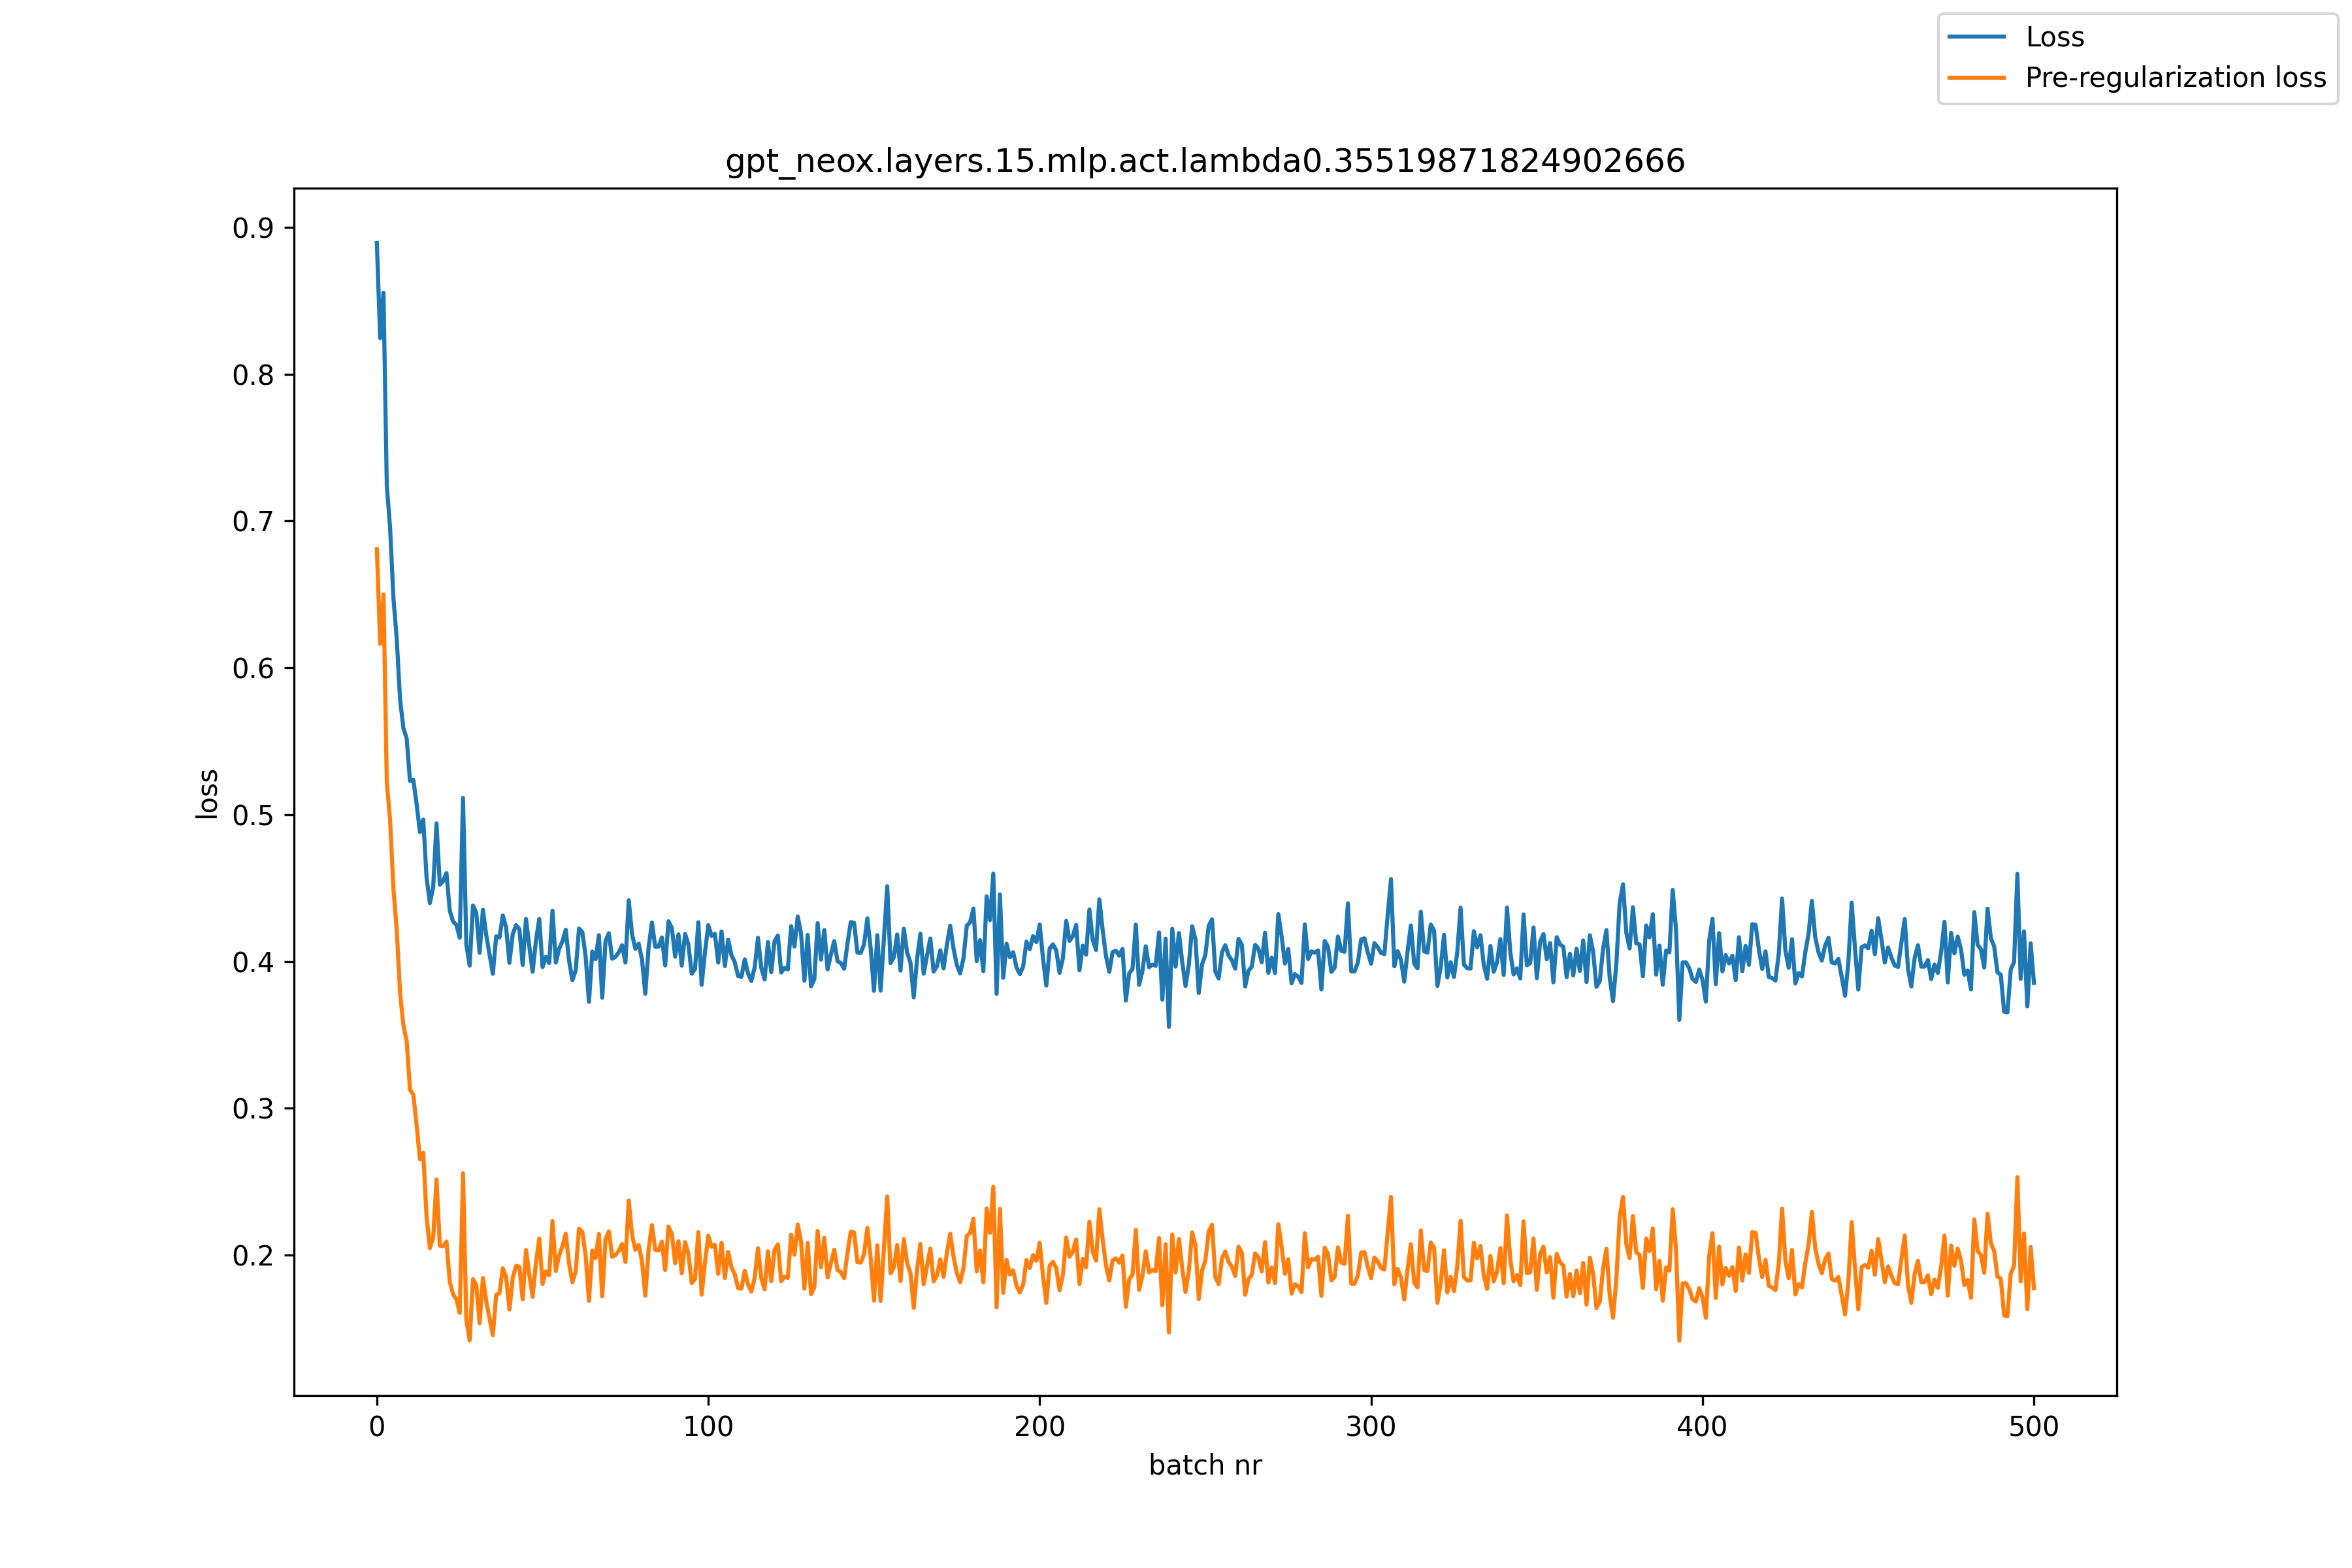 Loss
Pre-regularization loss
gpt_neox.layers.15.mlp.act.lambda0.35519871824902666
0.9
0.8
0.7
0.6
0.5
0.4
0.3
0.2
loss
0 100 200 300 400 500
batch nr